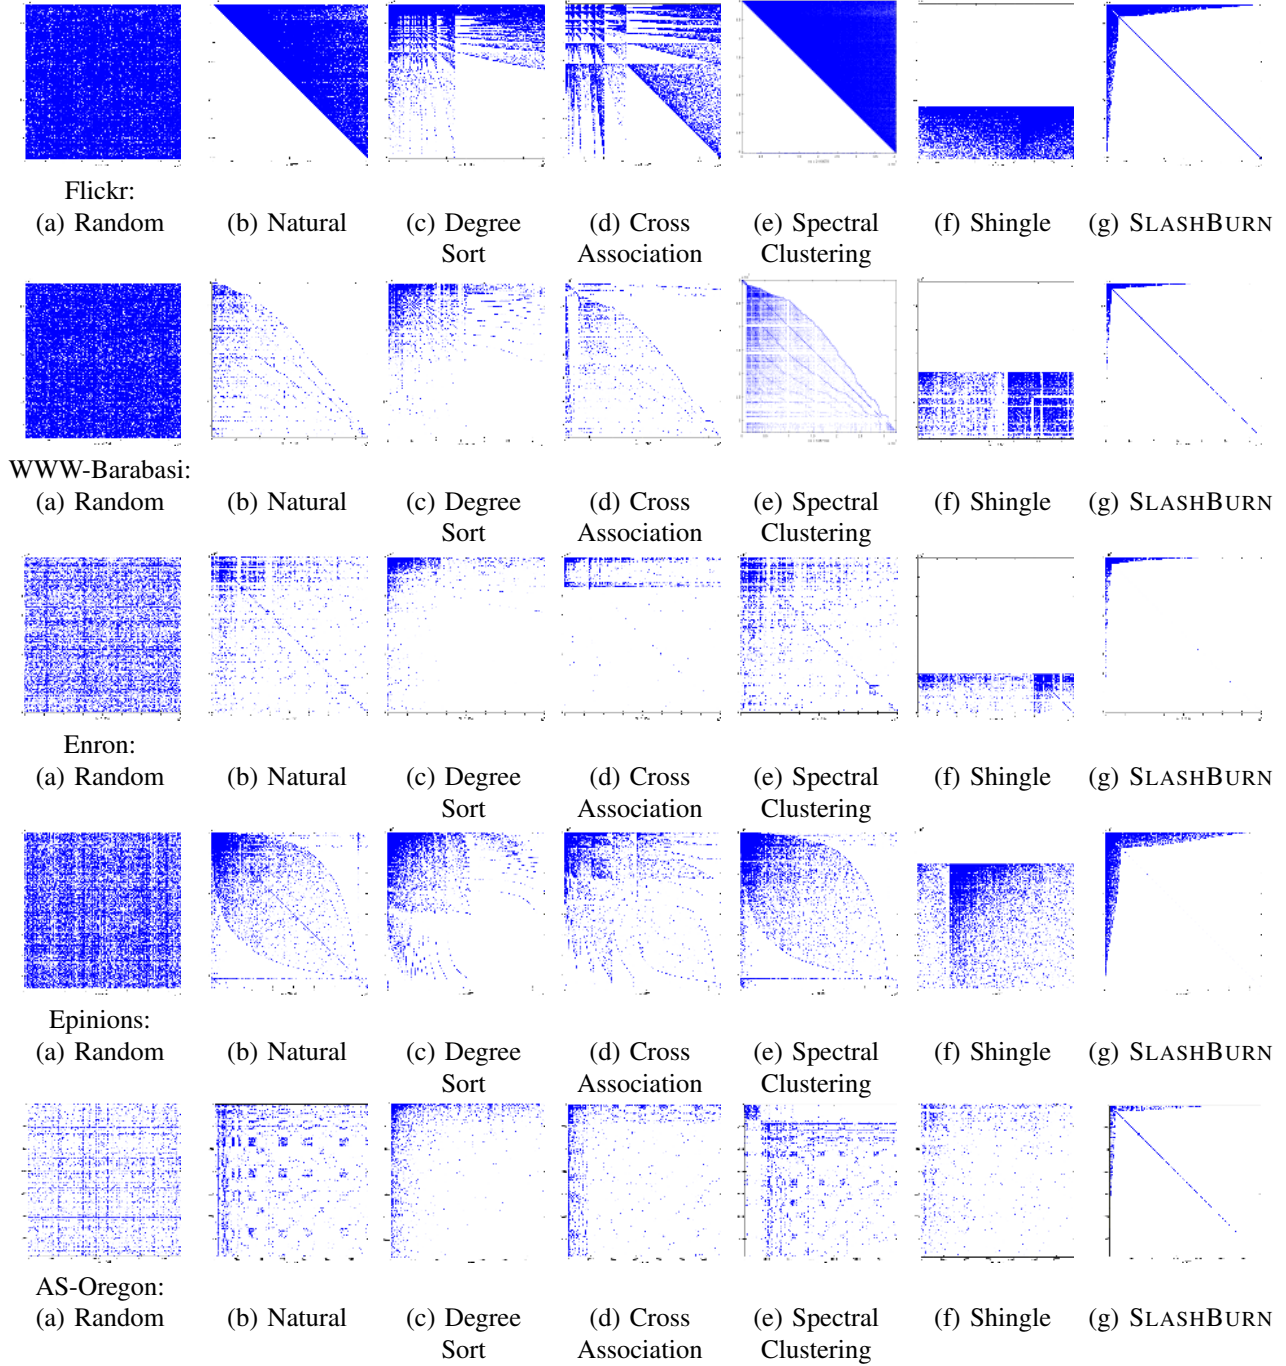 Flickr:
(a) Random (b) Natural (c) Degree Sort (d) Cross Association (e) Spectral Clustering (f) Shingle (g) SLASHBURN
WWW-Barabasi:
(a) Random (b) Natural (c) Degree Sort (d) Cross Association (e) Spectral Clustering (f) Shingle (g) SLASHBURN
Enron:
(a) Random (b) Natural (c) Degree Sort (d) Cross Association (e) Spectral Clustering (f) Shingle (g) SLASHBURN
Epinions:
(a) Random (b) Natural (c) Degree Sort (d) Cross Association (e) Spectral Clustering (f) Shingle (g) SLASHBURN
AS-Oregon:
(a) Random (b) Natural (c) Degree Sort (d) Cross Association (e) Spectral Clustering (f) Shingle (g) SLASHBURN